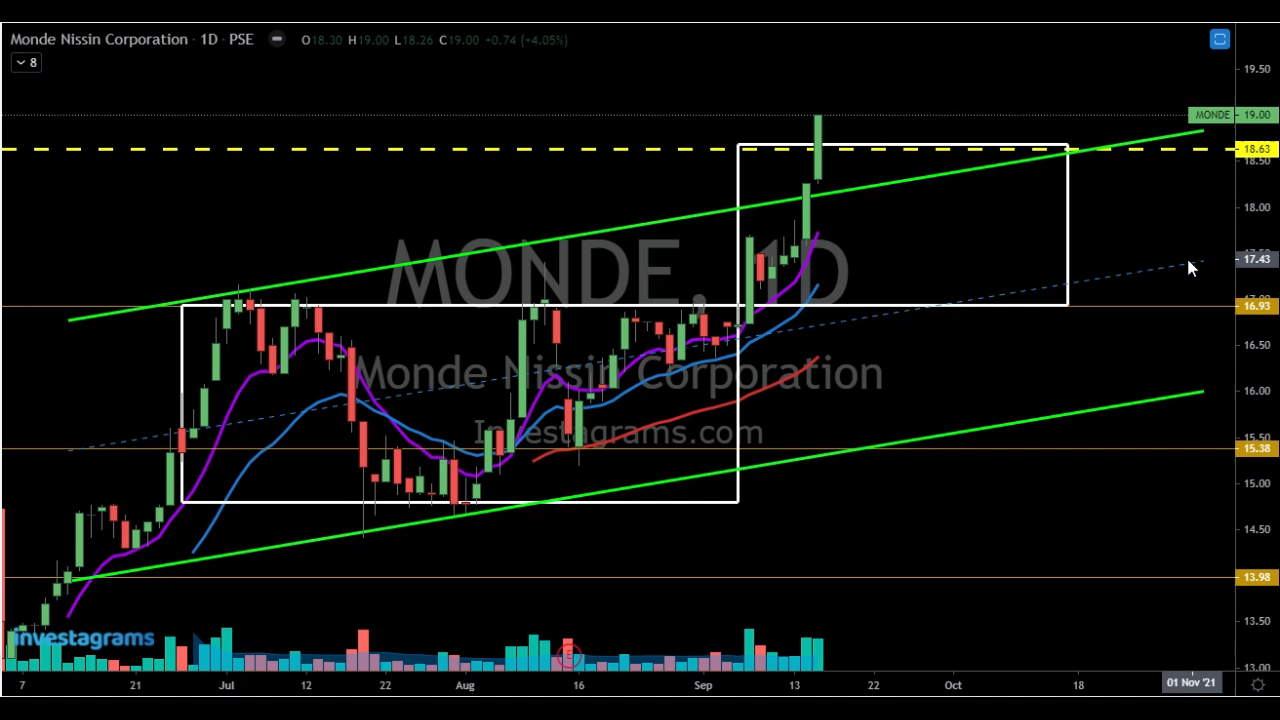 Monde Nissin Corporation · 1D · PSE O18.30 H19.00 L18.26 C19.00 +0.74 (+4.05%)
8
19.50
MONDE 19.00
18.63
18.50
18.00
MONDE, 1D
17.43
16.93
16.50
Monde Nissin Corporation
16.00
Investagrams.com
15.50
15.38
15.00
14.50
13.98
13.50
investagrams
13.00
7 21 Jul 12 22 Aug 16 Sep 13 22 Oct 18 01 Nov '21